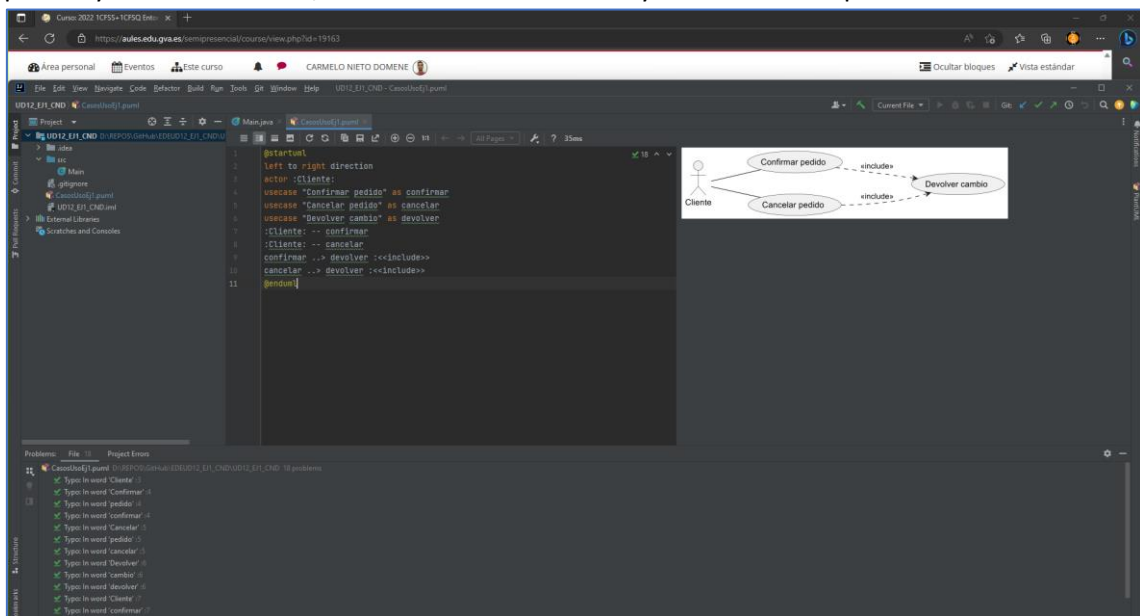 Curso: 2022 1CFSS+1CFSQ Ento
https://aules.edu.gva.es/semipresencial/course/view.php?id=19163
Área personal Eventos Este curso CARMELO NIETO DOMENE Ocultar bloques Vista estándar
File Edit View Navigate Code Refactor Build Run Tools Git Window Help UD12_EJ1_CND - CasosUsoEj1.puml
UD12_EJ1_CND CasosUsoEj1.puml Current File Git:
Project Main.java CasosUsoEj1.puml
UD12_EJ1_CND
.idea
src
Main
.gitignore
CasosUsoEj1.puml
UD12_EJ1_CND.iml
External Libraries
Scratches and Consoles
All Pages ? 35ms
1 @startuml
left to right direction
actor :Cliente:
usecase "Confirmar pedido" as confirmar
usecase "Cancelar pedido" as cancelar
usecase "Devolver cambio" as devolver
:Cliente: -- confirmar
:Cliente: -- cancelar
confirmar ..> devolver :<<include>>
10 cancelar ..> devolver :<<include>>
11 @enduml
18
Cliente
Confirmar pedido
Cancelar pedido
«include»
«include»
Devolver cambio
Project
Commit
Pull Requests
Structure
Bookmarks
Notifications
PlantUML
Problems: File 18 Project Errors
CasosUsoEj1.puml 18 problems
Typo: In word 'Cliente' :3
Typo: In word 'Confirmar' :4
Typo: In word 'pedido' :4
Typo: In word 'confirmar' :4
Typo: In word 'Cancelar' :5
Typo: In word 'pedido' :5
Typo: In word 'cancelar' :5
Typo: In word 'Devolver' :6
Typo: In word 'cambio' :6
Typo: In word 'devolver' :6
Typo: In word 'Cliente' :7
Typo: In word 'confirmar' :7